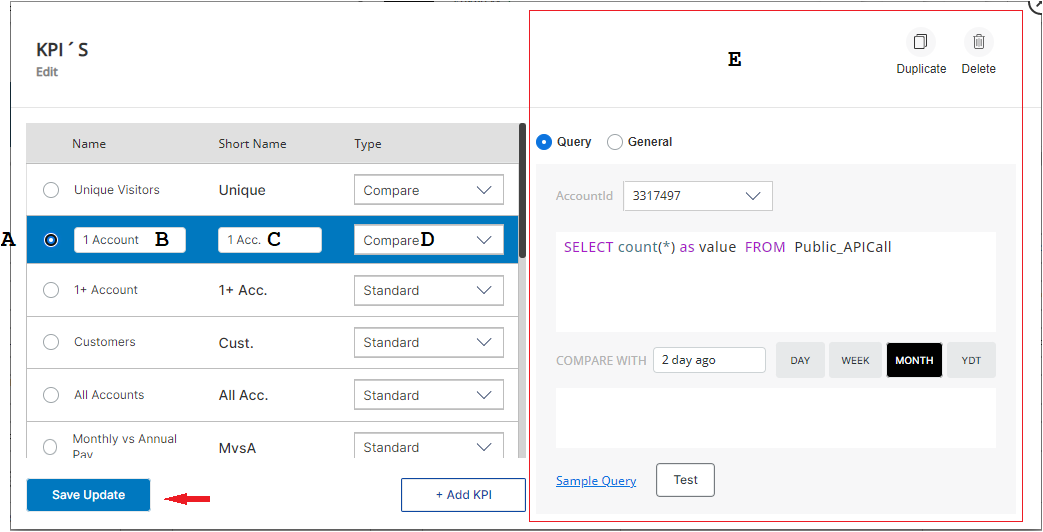 KPI´S
Edit
E
Duplicate Delete
Name Short Name Type
Unique Visitors Unique Compare
A 1 Account B 1 Acc. C Compare D
1+ Account 1+ Acc. Standard
Customers Cust. Standard
All Accounts All Acc. Standard
Monthly vs Annual Pay MvsA Standard
Save Update + Add KPI
Query General
AccountId 3317497
SELECT count(*) as value FROM Public_APICall
COMPARE WITH 2 day ago DAY WEEK MONTH YDT
Sample Query Test